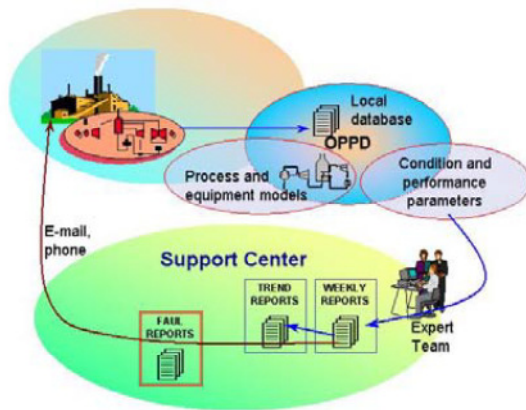 Local
database
OPPD
Process and
equipment models
Condition and
performance
parameters
E-mail,
phone
Support Center
TREND
REPORTS
WEEKLY
REPORTS
FAUL
REPORTS
Expert
Team